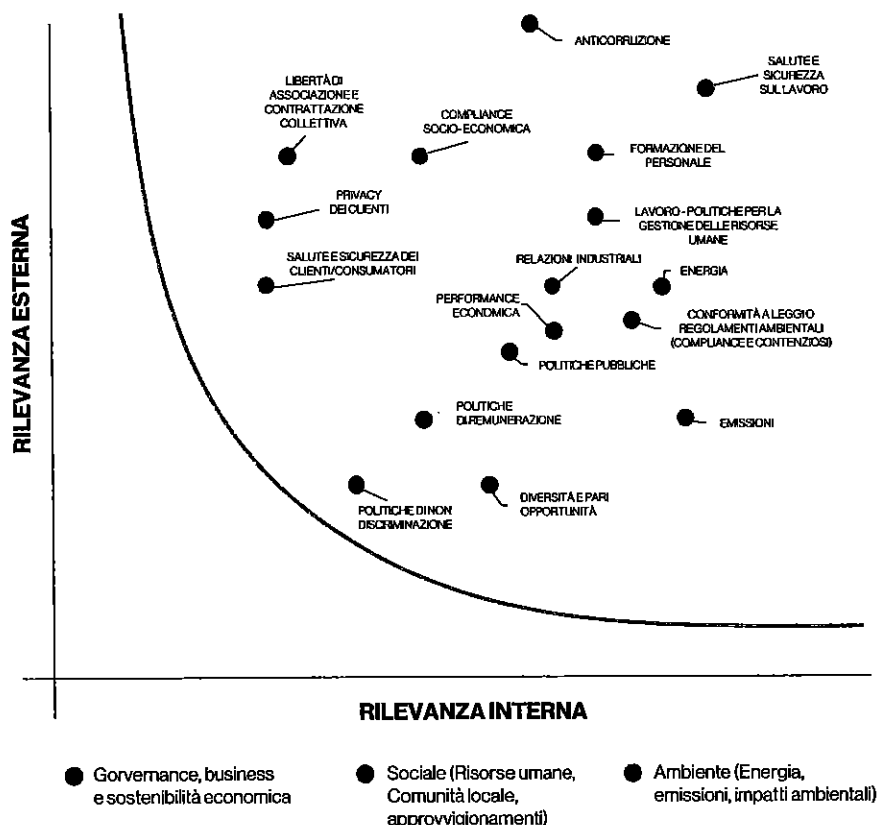 ANTICORRUZIONE
SALUTE E
SICUREZZA
SUL LAVORO
LIBERTÀ DI
ASSOCIAZIONE E
CONTRATTAZIONE
COLLETTIVA
COMPLIANCE
SOCIO-ECONOMICA
FORMAZIONE DEL
PERSONALE
PRIVACY
DEI CLIENTI
LAVORO - POLITICHE PER LA
GESTIONE DELLE RISORSE
UMANE
SALUTE E SICUREZZA DEI
CLIENTI/CONSUMATORI
RELAZIONI INDUSTRIALI
ENERGIA
PERFORMANCE
ECONOMICA
CONFORMITÀ A LEGGI O
REGOLAMENTI AMBIENTALI
(COMPLIANCE E CONTENZIOSI)
POLITICHE PUBBLICHE
POLITICHE
DI REMUNERAZIONE
EMISSIONI
POLITICHE DI NON
DISCRIMINAZIONE
DIVERSITÀ E PARI
OPPORTUNITÀ
RILEVANZA ESTERNA
RILEVANZA INTERNA
Gorvernance, business
e sostenibilità economica
Sociale (Risorse umane,
Comunità locale,
approvvigionamenti)
Ambiente (Energia,
emissioni, impatti ambientali)